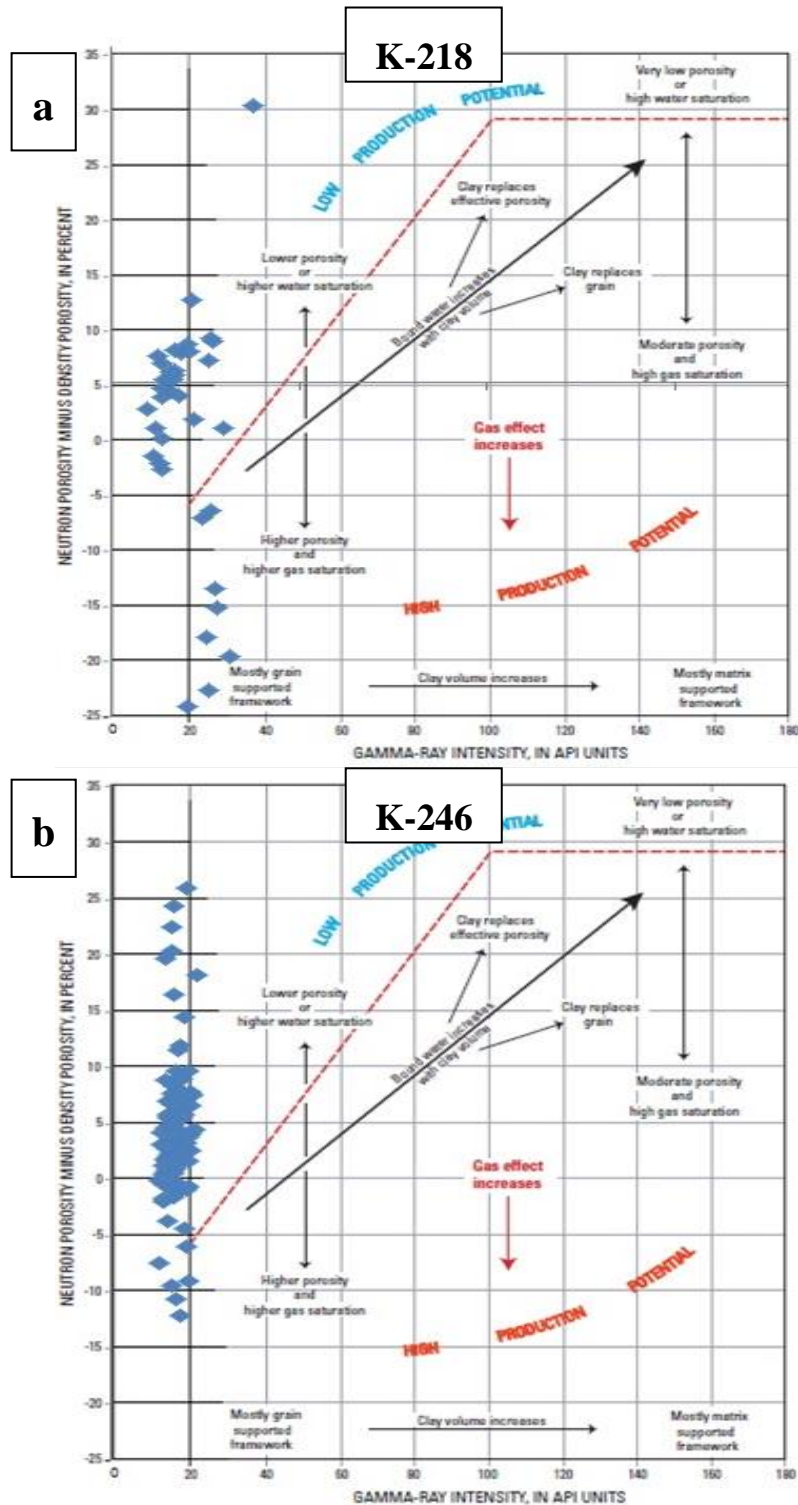 a
K-218
35
30
25
20
15
10
5
0
-5
-10
-15
-20
-25
NEUTRON POROSITY MINUS DENSITY POROSITY, IN PERCENT
LOW PRODUCTION POTENTIAL
Very low porosity
or
high water saturation
Clay replaces
effective porosity
Lower porosity
or
higher water saturation
Bound water increases
with clay volume
Clay replaces
grain
Moderate porosity
and
high gas saturation
Gas effect
increases
Higher porosity
and
higher gas saturation
HIGH PRODUCTION POTENTIAL
Mostly grain
supported
framework
Clay volume increases
Mostly matrix
supported
framework
0 20 40 60 80 100 120 140 160 180
GAMMA-RAY INTENSITY, IN API UNITS
b
K-246
35
30
25
20
15
10
5
0
-5
-10
-15
-20
-25
NEUTRON POROSITY MINUS DENSITY POROSITY, IN PERCENT
LOW PRODUCTION NTIAL
Very low porosity
or
high water saturation
Clay replaces
effective porosity
Lower porosity
or
higher water saturation
Bound water increases
with clay volume
Clay replaces
grain
Moderate porosity
and
high gas saturation
Gas effect
increases
Higher porosity
and
higher gas saturation
HIGH PRODUCTION POTENTIAL
Mostly grain
supported
framework
Clay volume increases
Mostly matrix
supported
framework
0 20 40 60 80 100 120 140 160 180
GAMMA-RAY INTENSITY, IN API UNITS